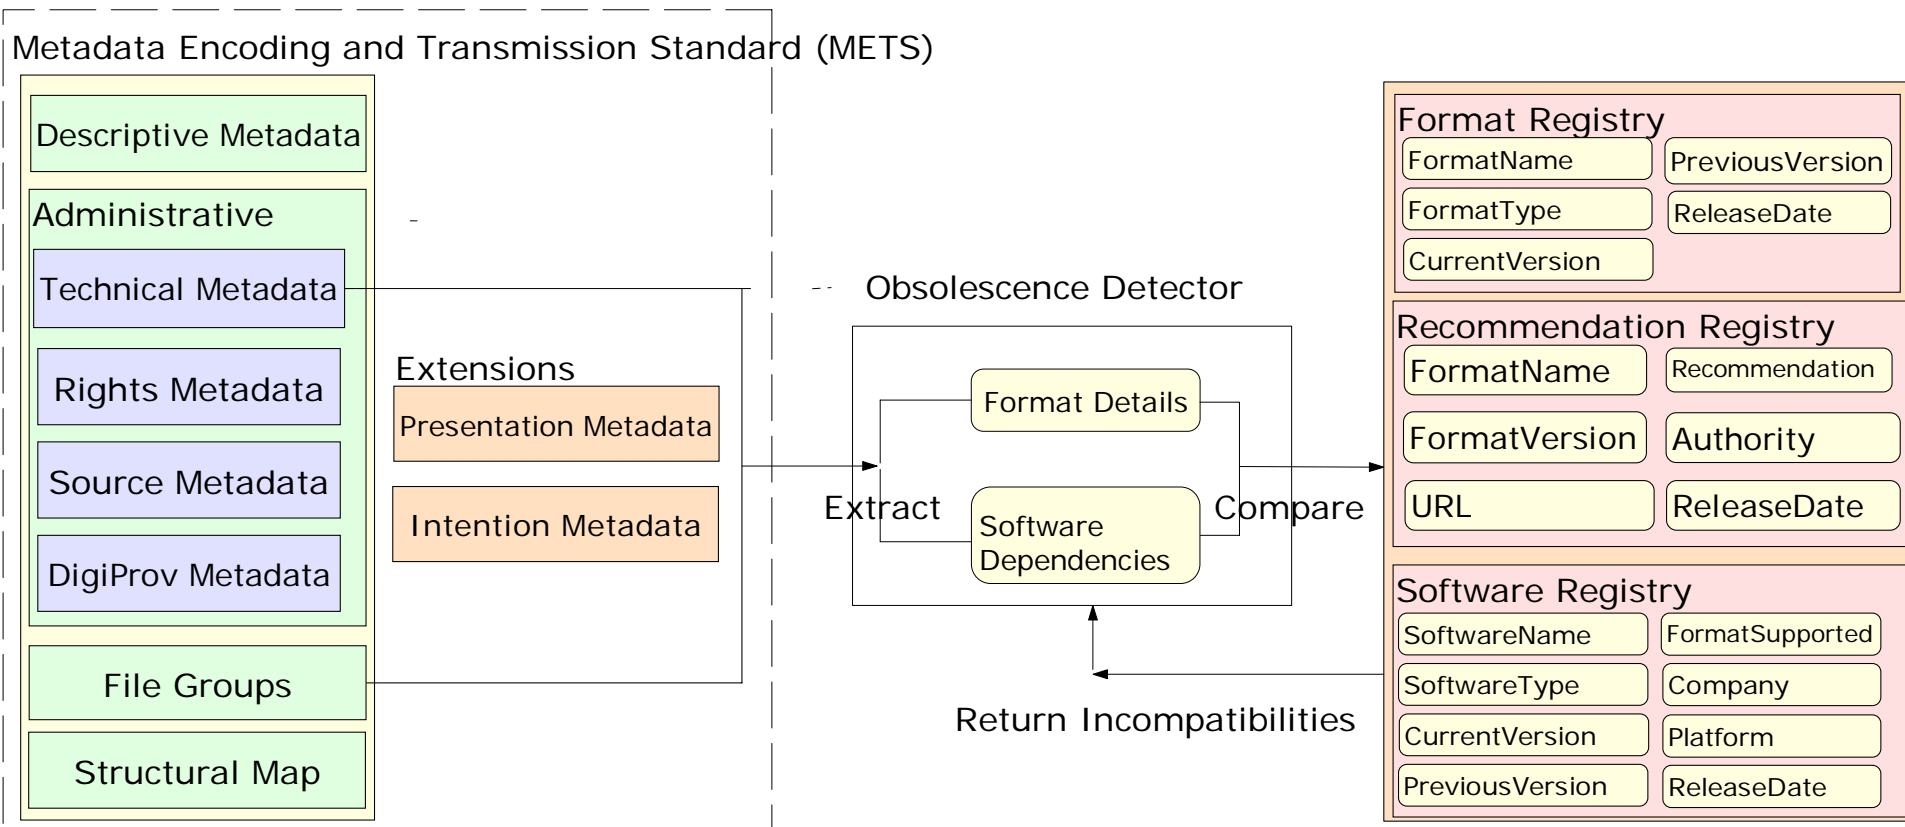 Metadata Encoding and Transmission Standard (METS)
Descriptive Metadata
Administrative
Technical Metadata
Rights Metadata
Source Metadata
DigiProv Metadata
File Groups
Structural Map
Extensions
Presentation Metadata
Intention Metadata
Obsolescence Detector
Format Details
Extract
Compare
Software
Dependencies
Return Incompatibilities
Format Registry
FormatName
PreviousVersion
FormatType
ReleaseDate
CurrentVersion
Recommendation Registry
FormatName
Recommendation
FormatVersion
Authority
URL
ReleaseDate
Software Registry
SoftwareName
FormatSupported
SoftwareType
Company
CurrentVersion
Platform
PreviousVersion
ReleaseDate